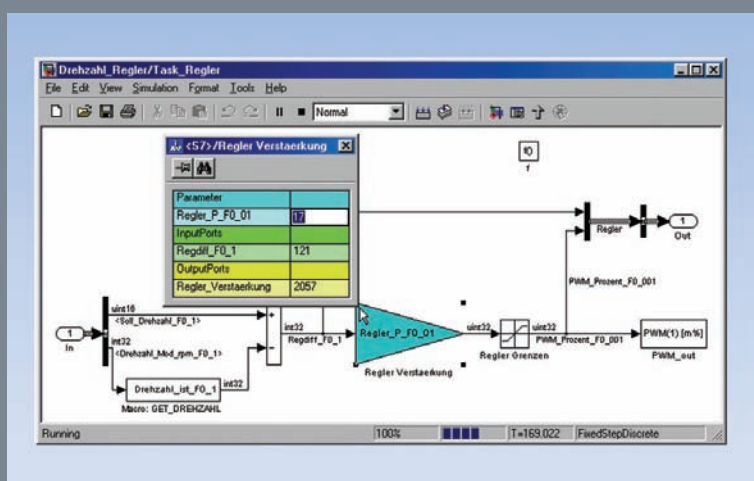 Drehzahl_Regler/Task_Regler
File Edit View Simulation Format Tools Help
Normal
<57>/Regler Verstaerkung
Parameter
Regler_P_F0_01 17
InputPorts
Regdiff_F0_1 121
OutputPorts
Regler_Verstaerkung 2057
f()
f
Regler
1
Out
PWM_Prozent_F0_001
1
In
uint16
<Soll_Drehzahl_F0_1>
int32
<Drehzahl_Mod_rpm_F0_1>
Drehzahl_ist_F0_1
int32
Macro: GET_DREHZAHL
+
-
int32
Regdiff_F0_1
Regler_P_F0_01
Regler Verstaerkung
uint32
Regler Grenzen
uint32
PWM_Prozent_F0_001
PWM(1) [m%]
PWM_out
Running 100% T=169.022 FixedStepDiscrete